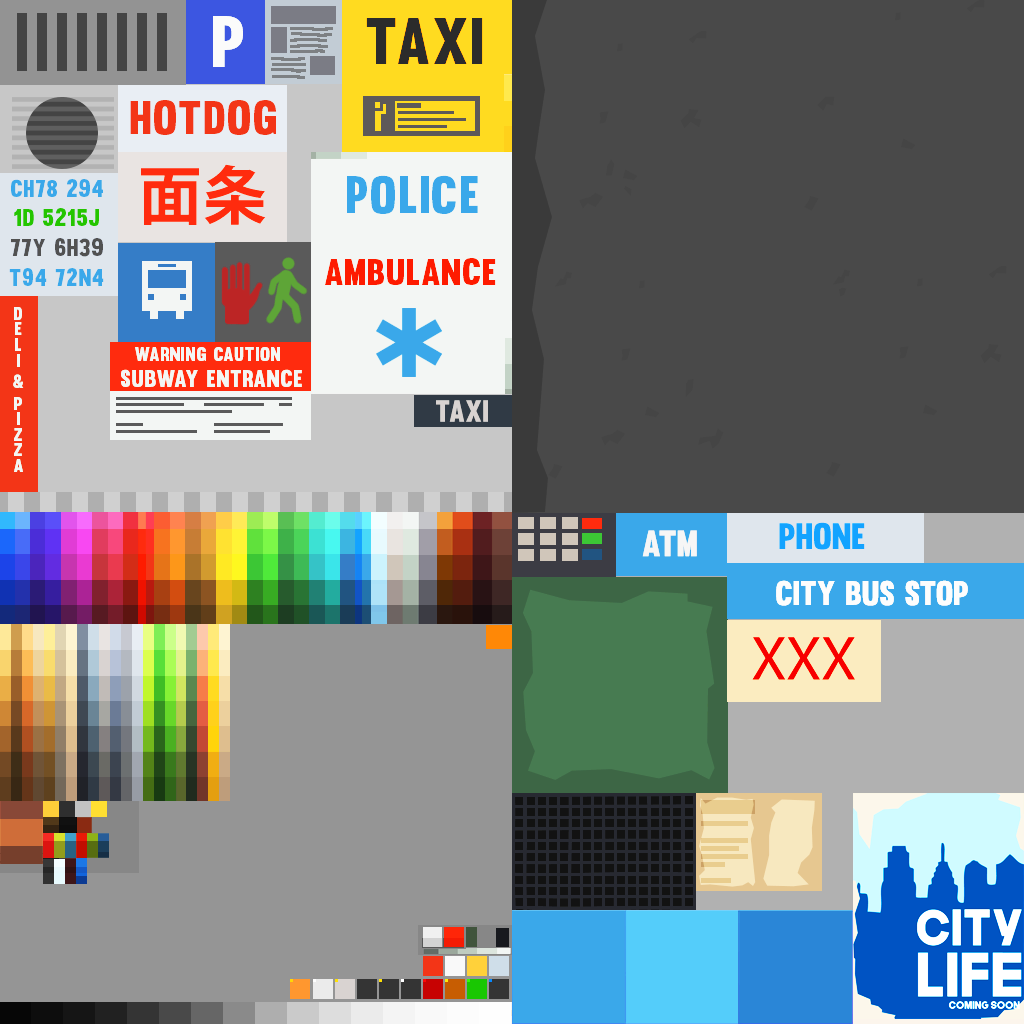 P
TAXI
HOTDOG
面条
CH78 294
1D 5215J
77Y 6H39
T94 72N4
POLICE
AMBULANCE
DELI & PIZZA
WARNING CAUTION
SUBWAY ENTRANCE
TAXI
ATM
PHONE
CITY BUS STOP
XXX
CITY
LIFE
COMING SOON